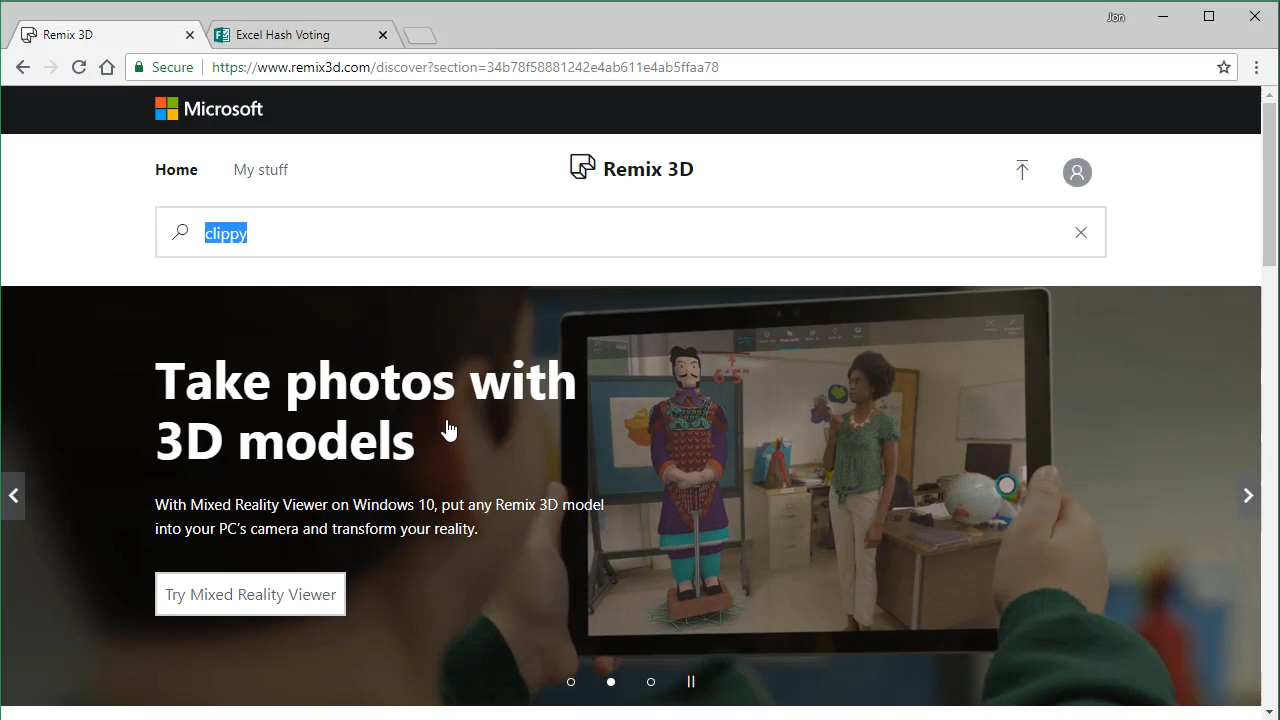 Jon
Remix 3D
Excel Hash Voting
Secure
https://www.remix3d.com/discover?section=34b78f58881242e4ab611e4ab5ffaa78
Microsoft
Home
My stuff
Remix 3D
clippy
Take photos with
3D models
6'5"
With Mixed Reality Viewer on Windows 10, put any Remix 3D model
into your PC's camera and transform your reality.
Try Mixed Reality Viewer